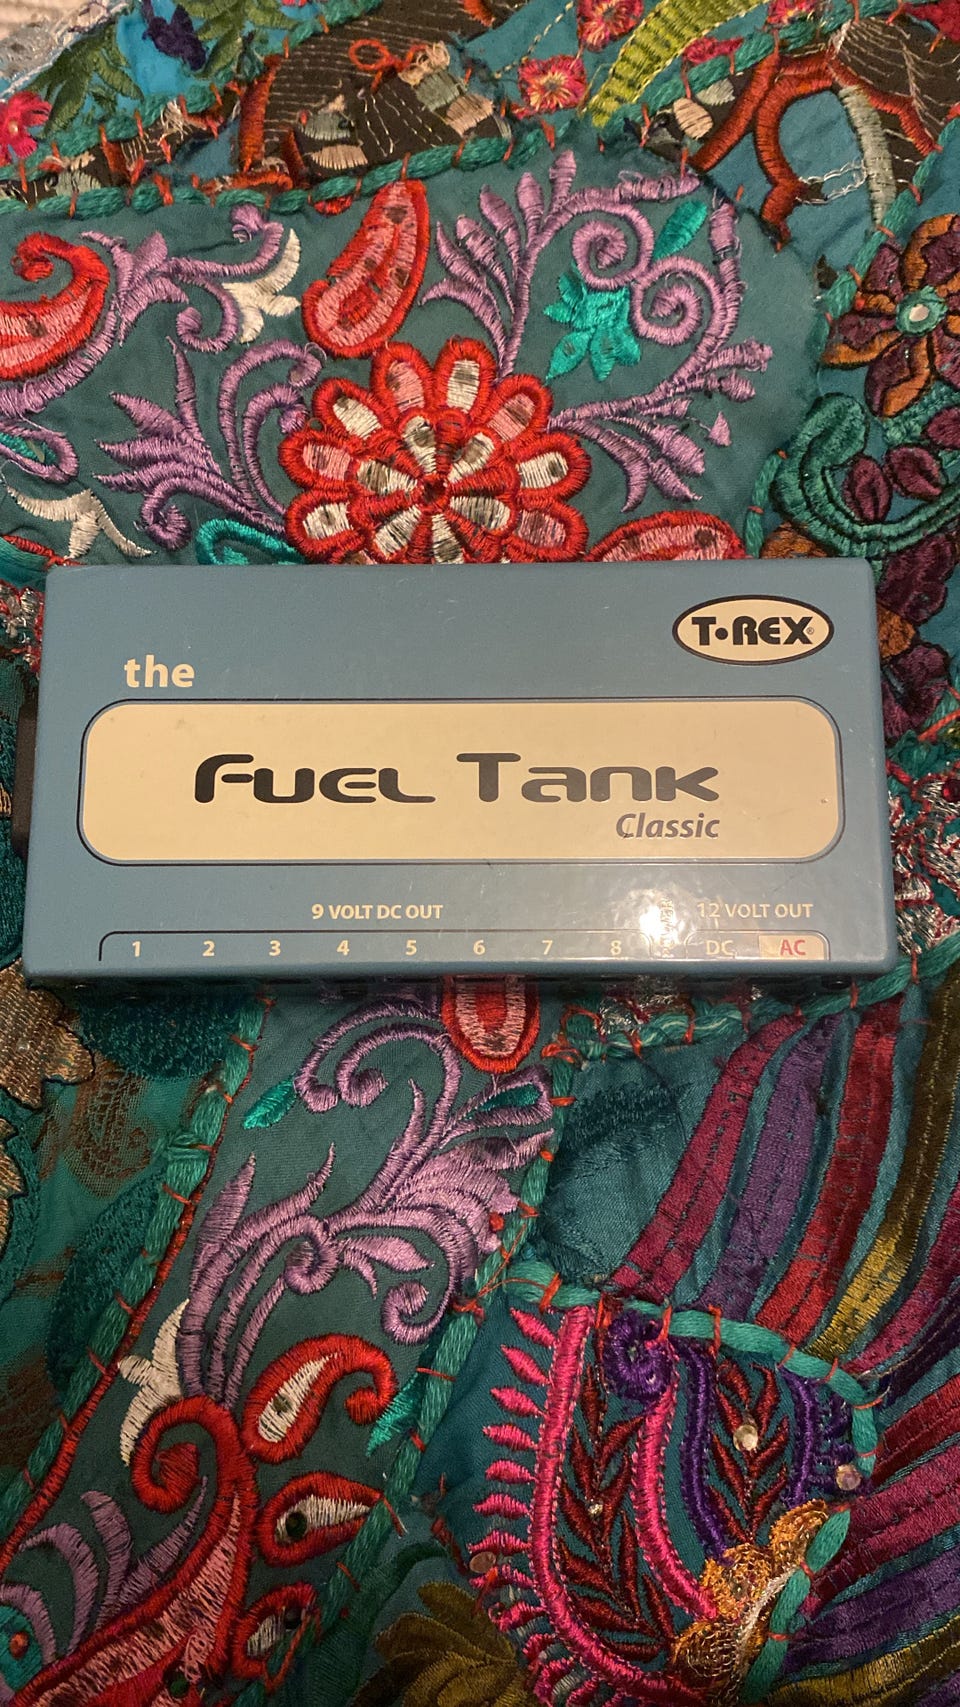 T•REX®
the
Fuel Tank
Classic
9 VOLT DC OUT
12 VOLT OUT
1 2 3 4 5 6 7 8 DC AC